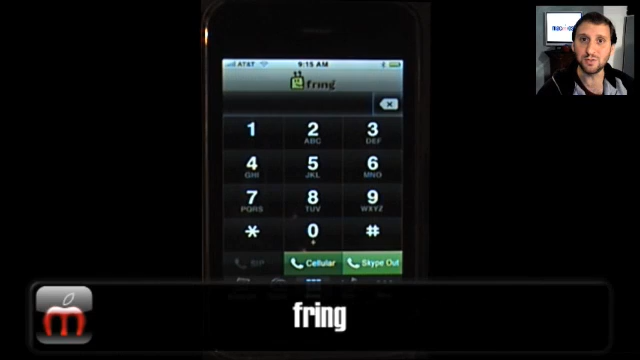 AT&T
9:15 AM
fring
1
2
ABC
3
DEF
4
GHI
5
JKL
6
MNO
7
PQRS
8
TUV
9
WXYZ
*
0
+
#
SIP
Cellular
Skype Out
fring